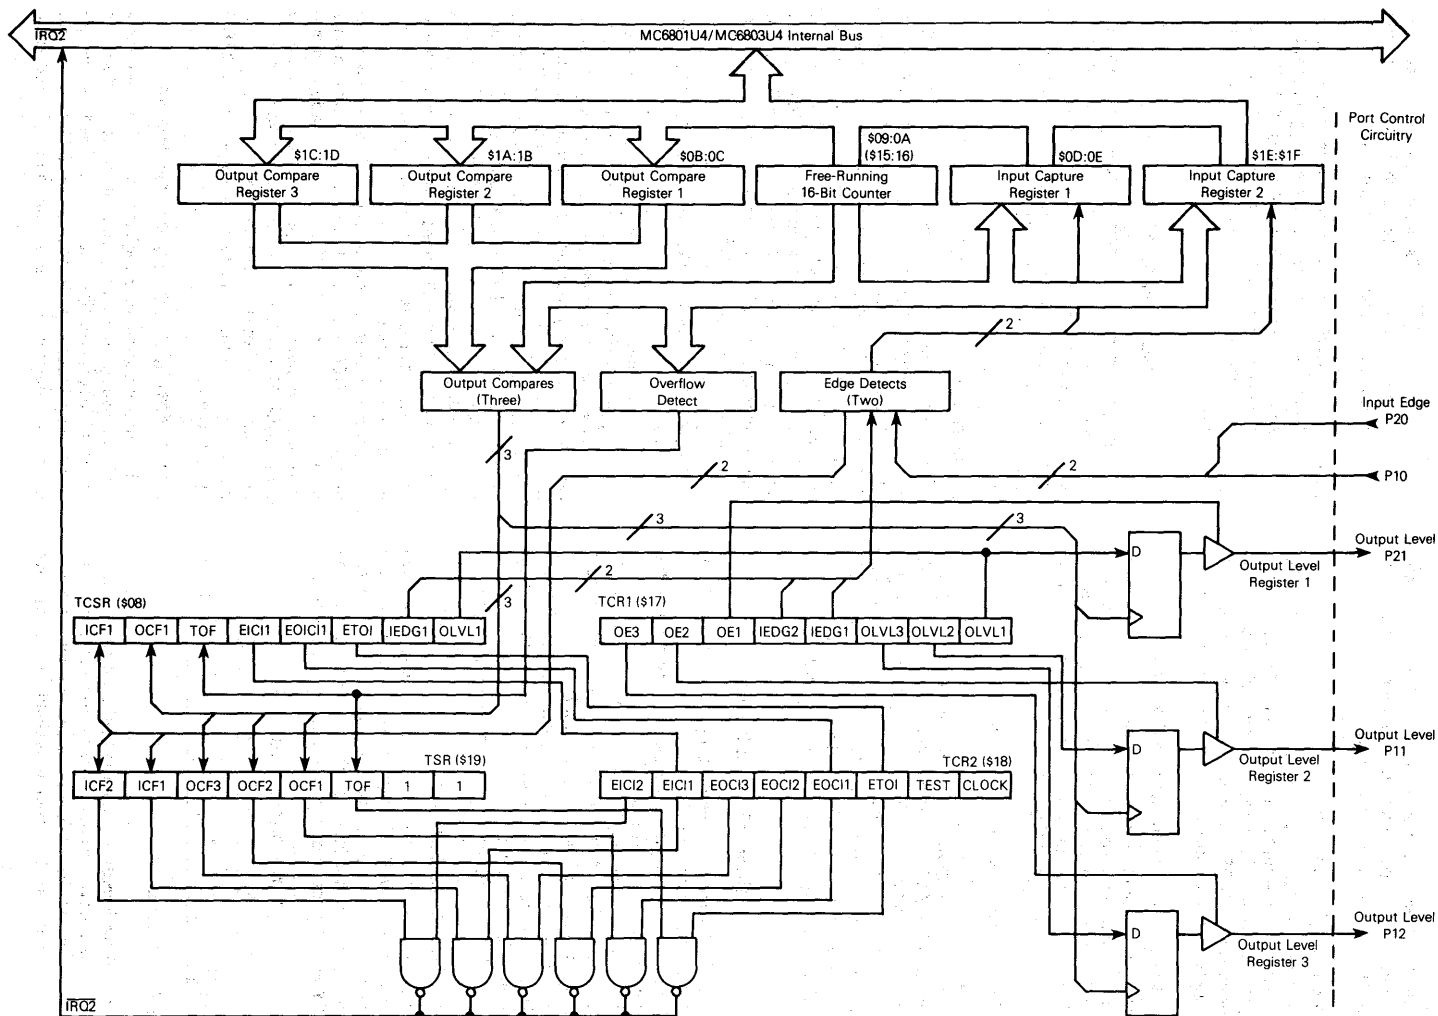 IRQ2
MC6801U4/MC6803U4 Internal Bus
Port Control
Circuitry
$09:0A
($15:16)
$1C:1D
$1A:1B
$0B:0C
$0D:0E
$1E:$1F
Output Compare
Register 3
Output Compare
Register 2
Output Compare
Register 1
Free-Running
16-Bit Counter
Input Capture
Register 1
Input Capture
Register 2
2
Output Compares
(Three)
Overflow
Detect
Edge Detects
(Two)
Input Edge
P20
3
2
2
P10
3
3
D
Output Level
P21
Output Level
Register 1
2
3
TCSR ($08)
ICF1 OCF1 TOF EICI1 EOICI1 ETOI IEDG1 OLVL1
TCR1 ($17)
OE3 OE2 OE1 IEDG2 IEDG1 OLVL3 OLVL2 OLVL1
D
Output Level
P11
Output Level
Register 2
TSR ($19)
ICF2 ICF1 OCF3 OCF2 OCF1 TOF 1 1
TCR2 ($18)
EICI2 EICI1 EOCI3 EOCI2 EOCI1 ETOI TEST CLOCK
D
Output Level
P12
Output Level
Register 3
IRQ2